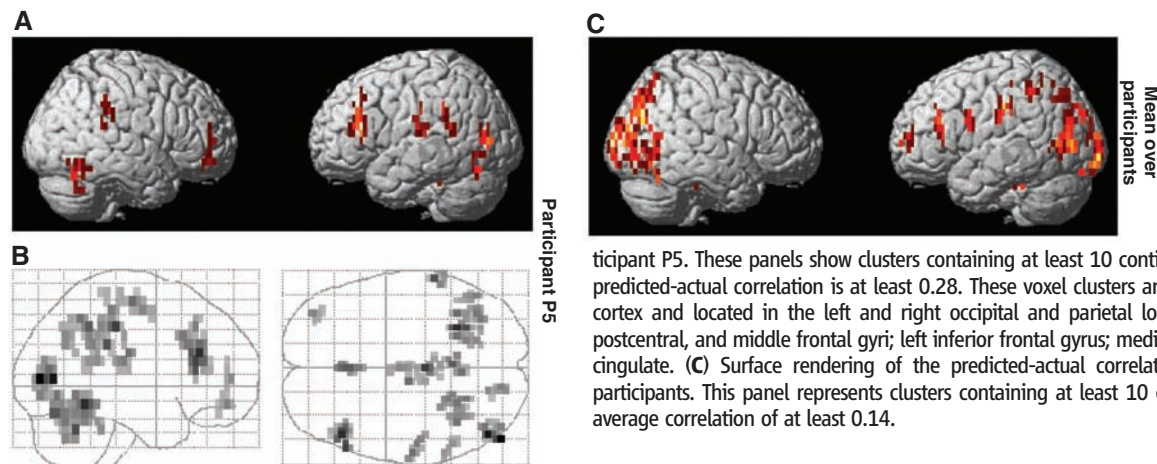 A
C
Mean over
participants
Participant P5
B
ticipant P5. These panels show clusters containing at least 10 conti
predicted-actual correlation is at least 0.28. These voxel clusters ar
cortex and located in the left and right occipital and parietal lo
postcentral, and middle frontal gyri; left inferior frontal gyrus; medi
cingulate. (C) Surface rendering of the predicted-actual correlat
participants. This panel represents clusters containing at least 10
average correlation of at least 0.14.